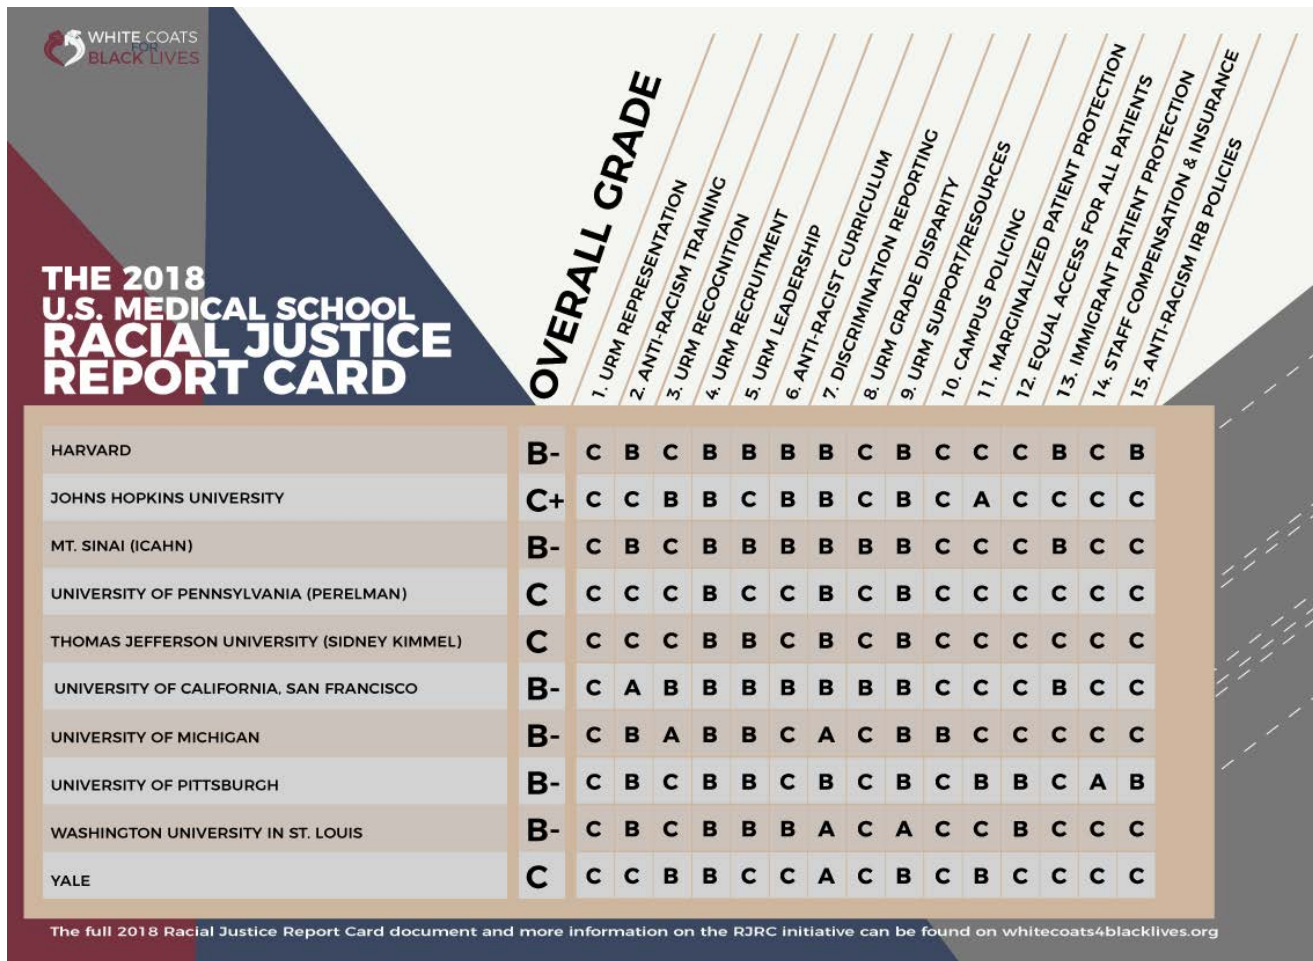 WHITE COATS
FOR
BLACK LIVES
THE 2018
U.S. MEDICAL SCHOOL
RACIAL JUSTICE
REPORT CARD
OVERALL GRADE
1. URM REPRESENTATION
2. ANTI-RACISM TRAINING
3. URM RECOGNITION
4. URM RECRUITMENT
5. URM LEADERSHIP
6. ANTI-RACIST CURRICULUM
7. DISCRIMINATION REPORTING
8. URM GRADE DISPARITY
9. URM SUPPORT/RESOURCES
10. CAMPUS POLICING
11. MARGINALIZED PATIENT PROTECTION
12. EQUAL ACCESS FOR ALL PATIENTS
13. IMMIGRANT PATIENT PROTECTION
14. STAFF COMPENSATION & INSURANCE
15. ANTI-RACISM IRB POLICIES
HARVARD B- C B C B B B B C B C C C B C B
JOHNS HOPKINS UNIVERSITY C+ C C B B C B B C B C A C C C C
MT. SINAI (ICAHN) B- C B C B B B B B B C C C B C C
UNIVERSITY OF PENNSYLVANIA (PERELMAN) C C C C B C C B C B C C C C C C
THOMAS JEFFERSON UNIVERSITY (SIDNEY KIMMEL) C C C C B B C B C B C C C C C C
UNIVERSITY OF CALIFORNIA, SAN FRANCISCO B- C A B B B B B B B C C C B C C
UNIVERSITY OF MICHIGAN B- C B A B B C A C B B C C C C C
UNIVERSITY OF PITTSBURGH B- C B C B B C B C B C B B C A B
WASHINGTON UNIVERSITY IN ST. LOUIS B- C B C B B B A C A C C B C C C
YALE C C C B B C C A C B C B C C C C
The full 2018 Racial Justice Report Card document and more information on the RJRC initiative can be found on whitecoats4blacklives.org